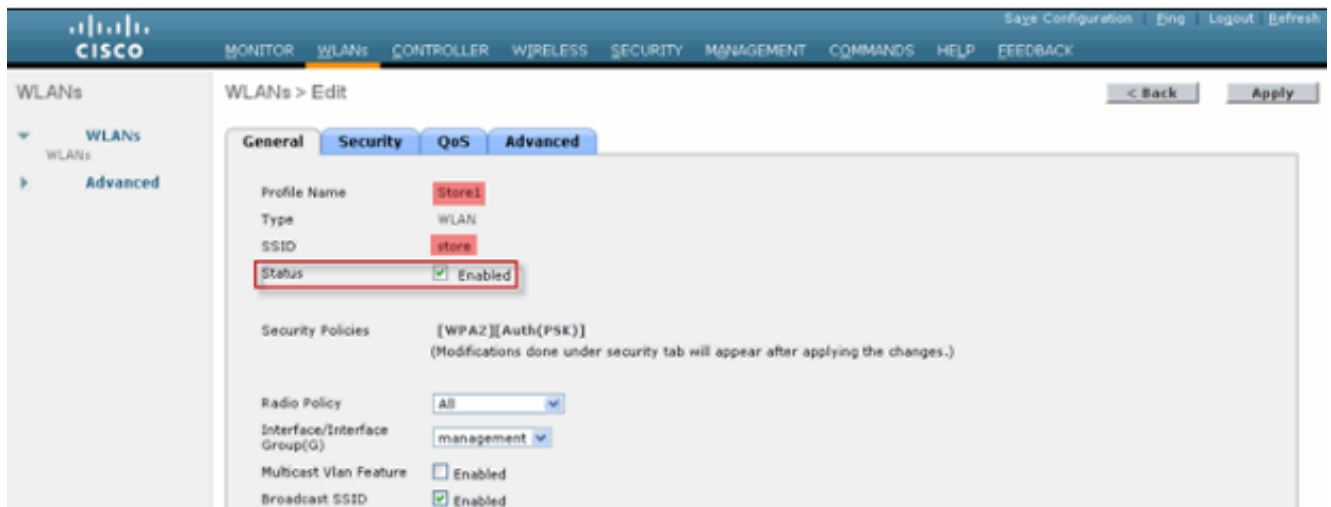 Save Configuration | Ping | Logout | Refresh
CISCO
MONITOR WLANs CONTROLLER WIRELESS SECURITY MANAGEMENT COMMANDS HELP FEEDBACK
WLANs
WLANs > Edit
< Back
Apply
WLANs
WLANs
Advanced
General Security QoS Advanced
Profile Name Store1
Type WLAN
SSID store
Status Enabled
Security Policies [WPA2][Auth(PSK)]
(Modifications done under security tab will appear after applying the changes.)
Radio Policy All
Interface/Interface
Group(G) management
Multicast Vlan Feature Enabled
Broadcast SSID Enabled